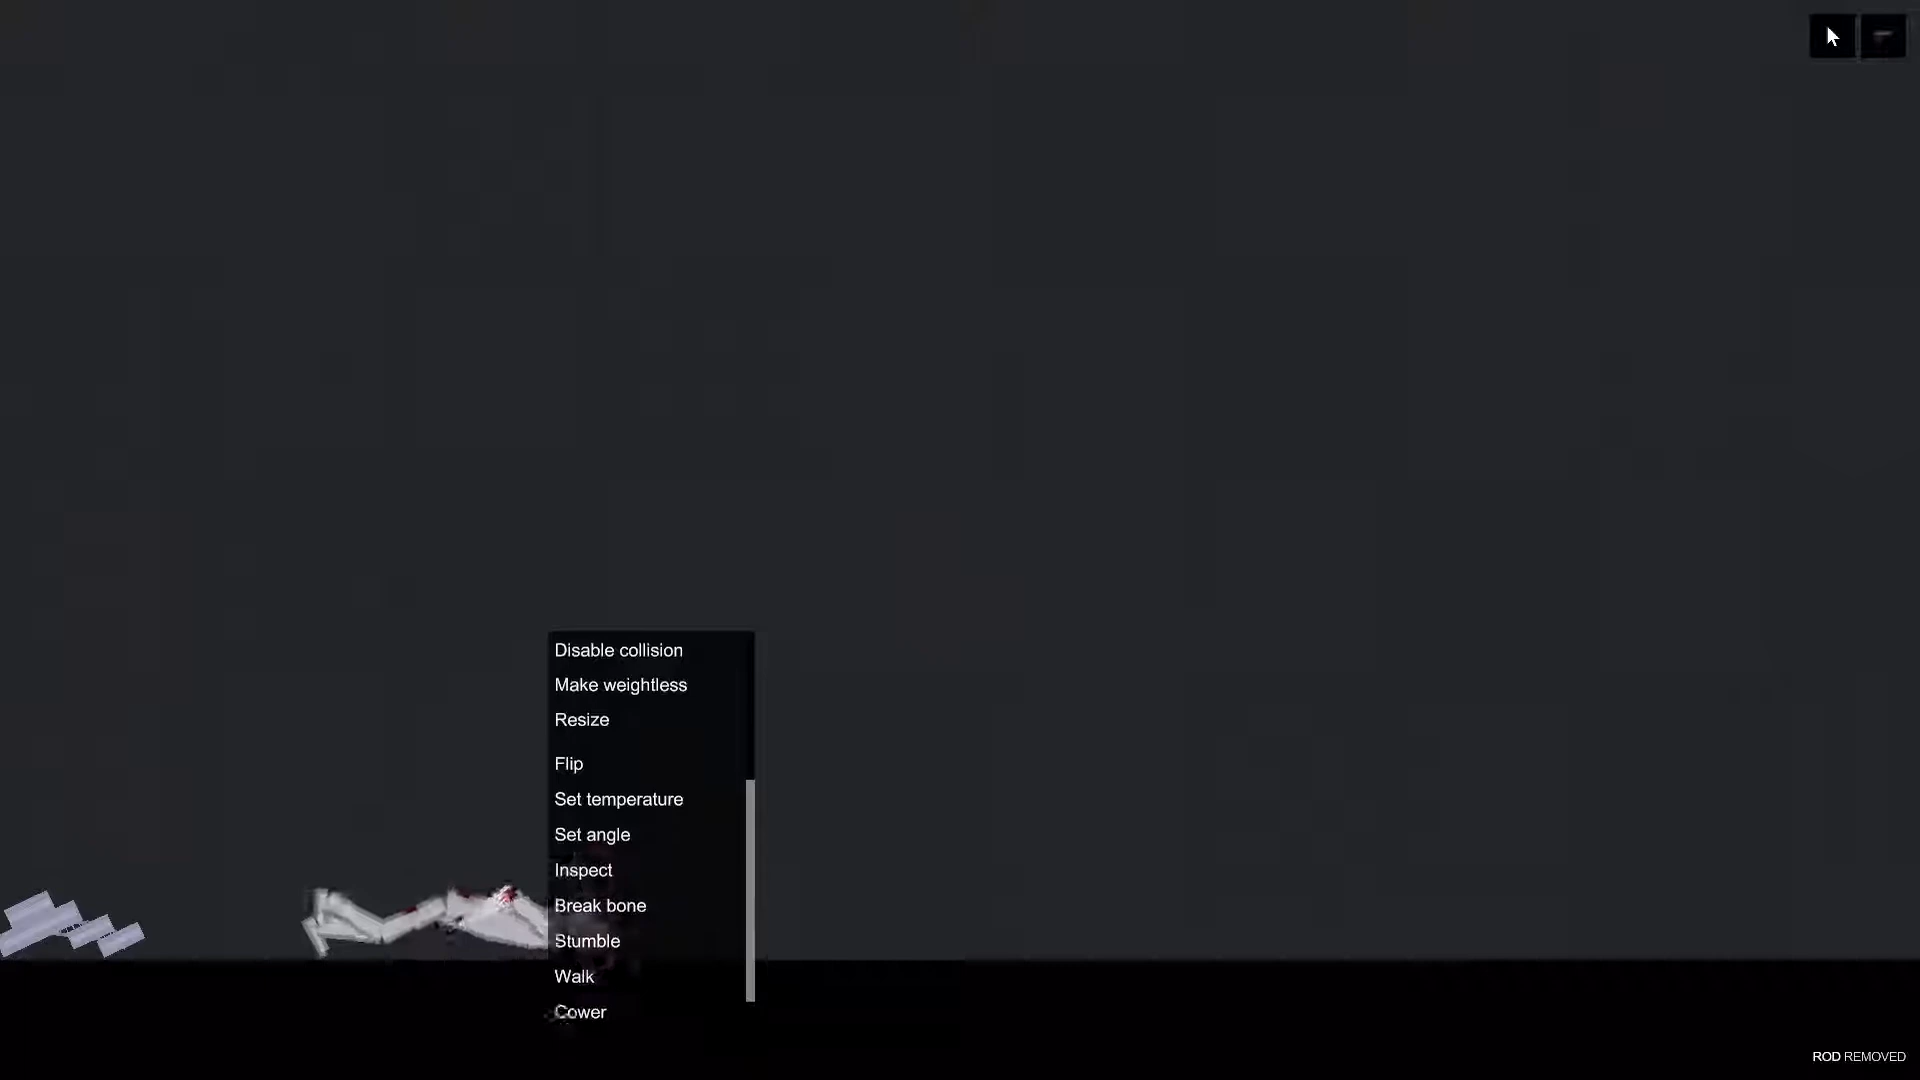 Disable collision
Make weightless
Resize
Flip
Set temperature
Set angle
Inspect
Break bone
Stumble
Walk
Cower
ROD REMOVED